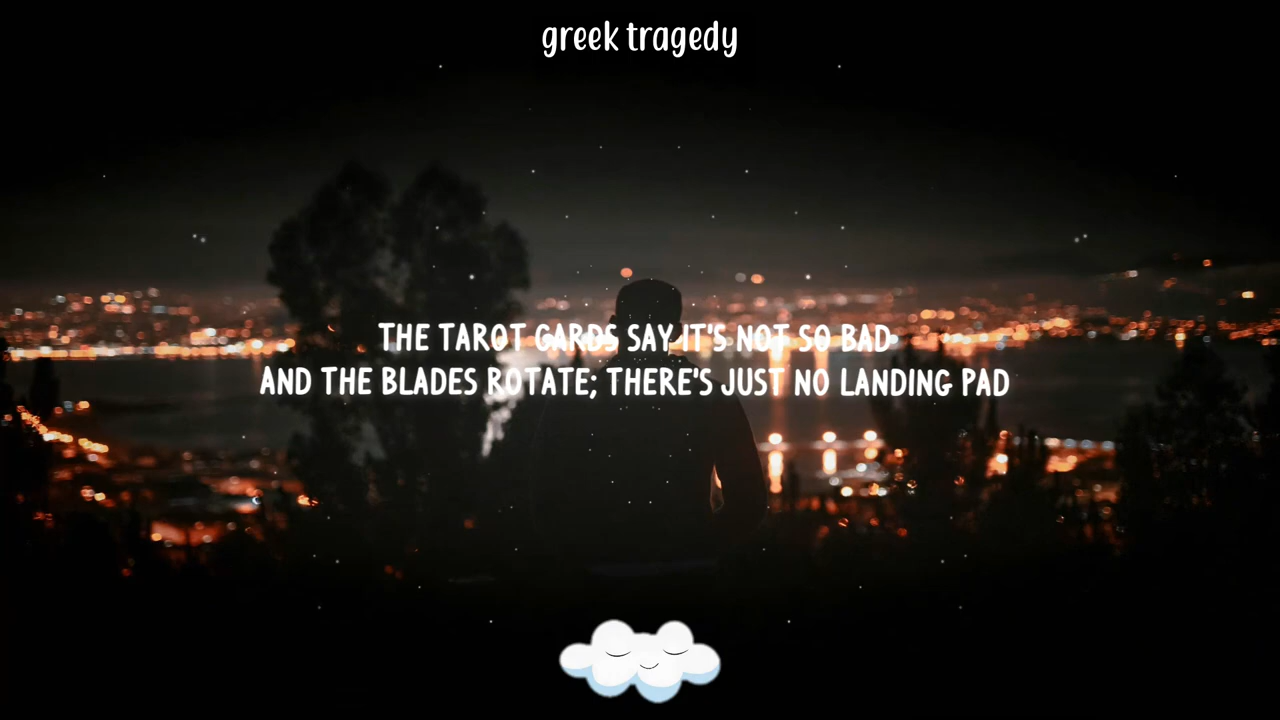 greek tragedy
THE TAROT CARDS SAY IT'S NOT SO BAD
AND THE BLADES ROTATE; THERE'S JUST NO LANDING PAD